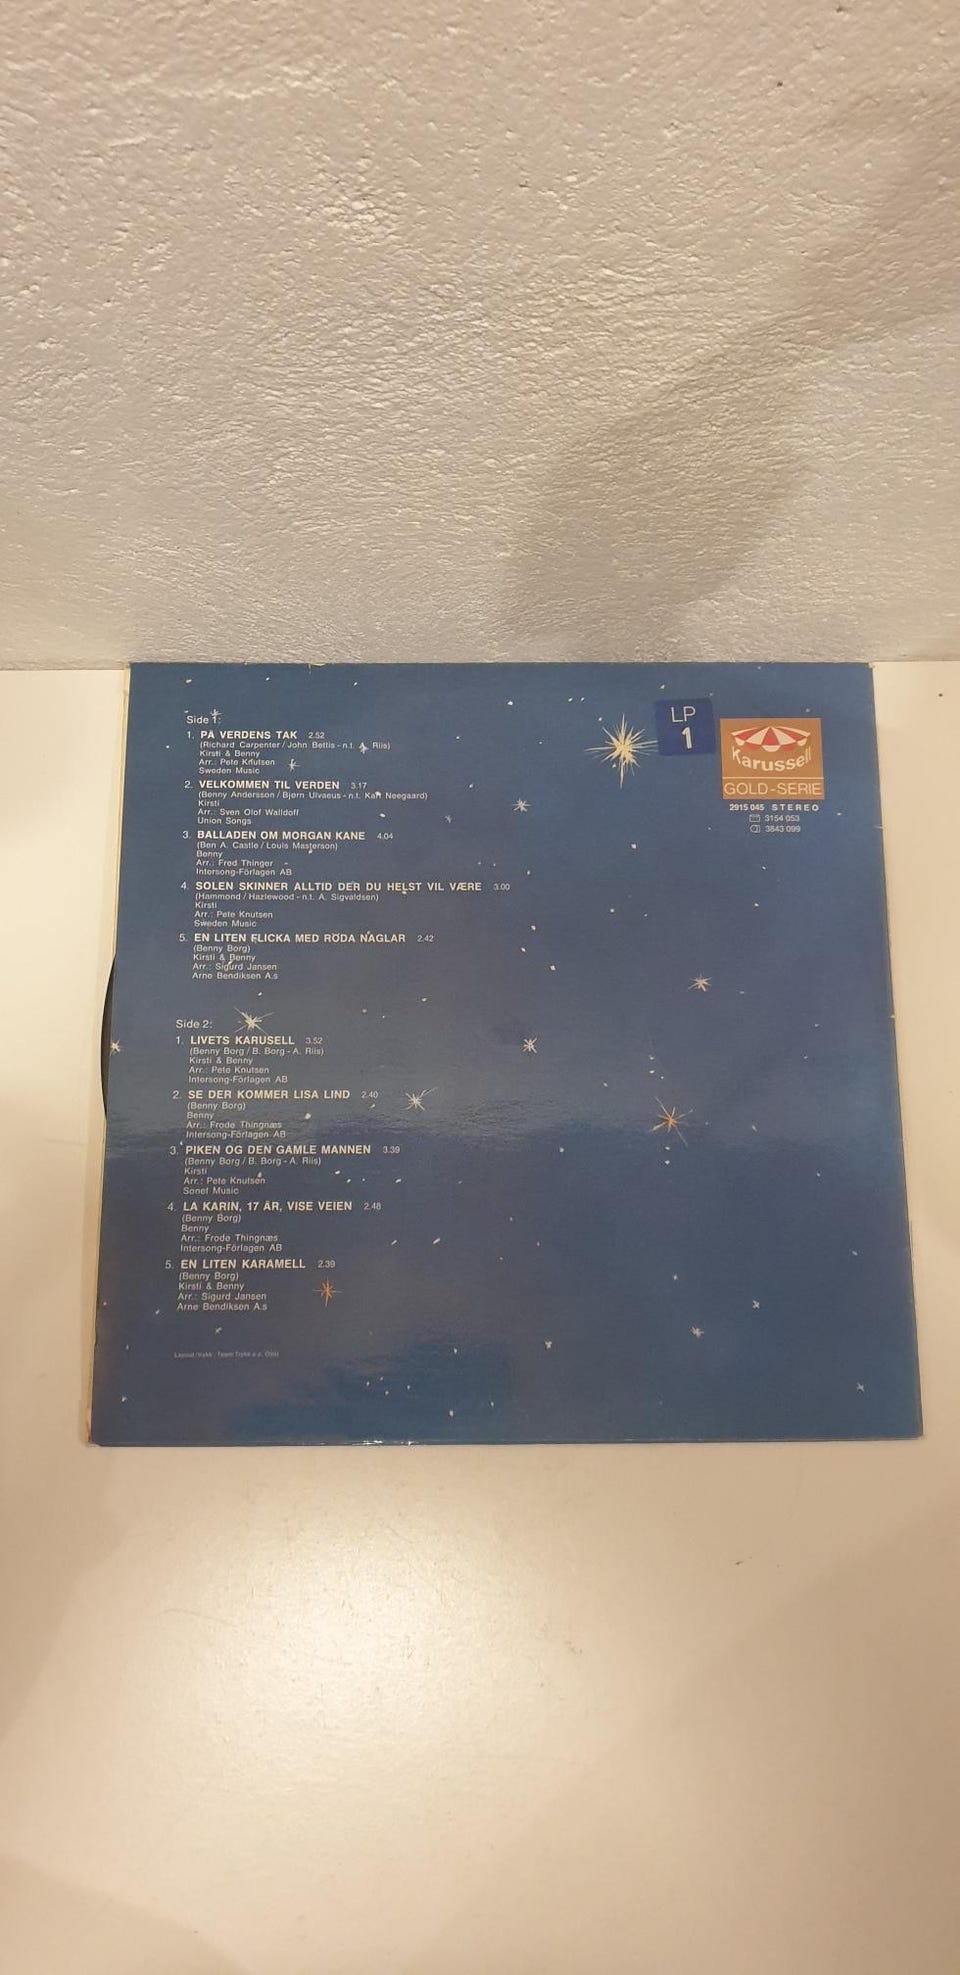 Side 1:
1. PÅ VERDENS TAK 2.52
(Richard Carpenter / John Bettis - n.t. A. Riis)
Kirsti & Benny
Arr.: Pete Knutsen
Sweden Music
2. VELKOMMEN TIL VERDEN 3.17
(Benny Andersson / Bjørn Ulvaeus - n.t. Kari Neegaard)
Kirsti
Arr.: Sven Olof Walldoff
Union Songs
3. BALLADEN OM MORGAN KANE 4.04
(Ben A. Castle / Louis Masterson)
Benny
Arr.: Fred Thinger
Intersong-Förlagen AB
4. SOLEN SKINNER ALLTID DER DU HELST VIL VÆRE 3.00
(Hammond / Hazlewood - n.t. A. Sigvaldsen)
Kirsti
Arr.: Pete Knutsen
Sweden Music
5. EN LITEN FLICKA MED RÖDA NAGLAR 2.42
(Benny Borg)
Kirsti & Benny
Arr.: Sigurd Jansen
Arne Bendiksen A.s
Side 2:
1. LIVETS KARUSELL 3.52
(Benny Borg / B. Borg - A. Riis)
Kirsti & Benny
Arr.: Pete Knutsen
Intersong-Förlagen AB
2. SE DER KOMMER LISA LIND 2.40
(Benny Borg)
Benny
Arr.: Frode Thingnæs
Intersong-Förlagen AB
3. PIKEN OG DEN GAMLE MANNEN 3.39
(Benny Borg / B. Borg - A. Riis)
Kirsti
Arr.: Pete Knutsen
Sonet Music
4. LA KARIN, 17 ÅR, VISE VEIEN 2.48
(Benny Borg)
Benny
Arr.: Frode Thingnæs
Intersong-Förlagen AB
5. EN LITEN KARAMELL 2.39
(Benny Borg)
Kirsti & Benny
Arr.: Sigurd Jansen
Arne Bendiksen A.s
LP
1
Karussell
GOLD-SERIE
2915 045 STEREO
3154 053
3843 099